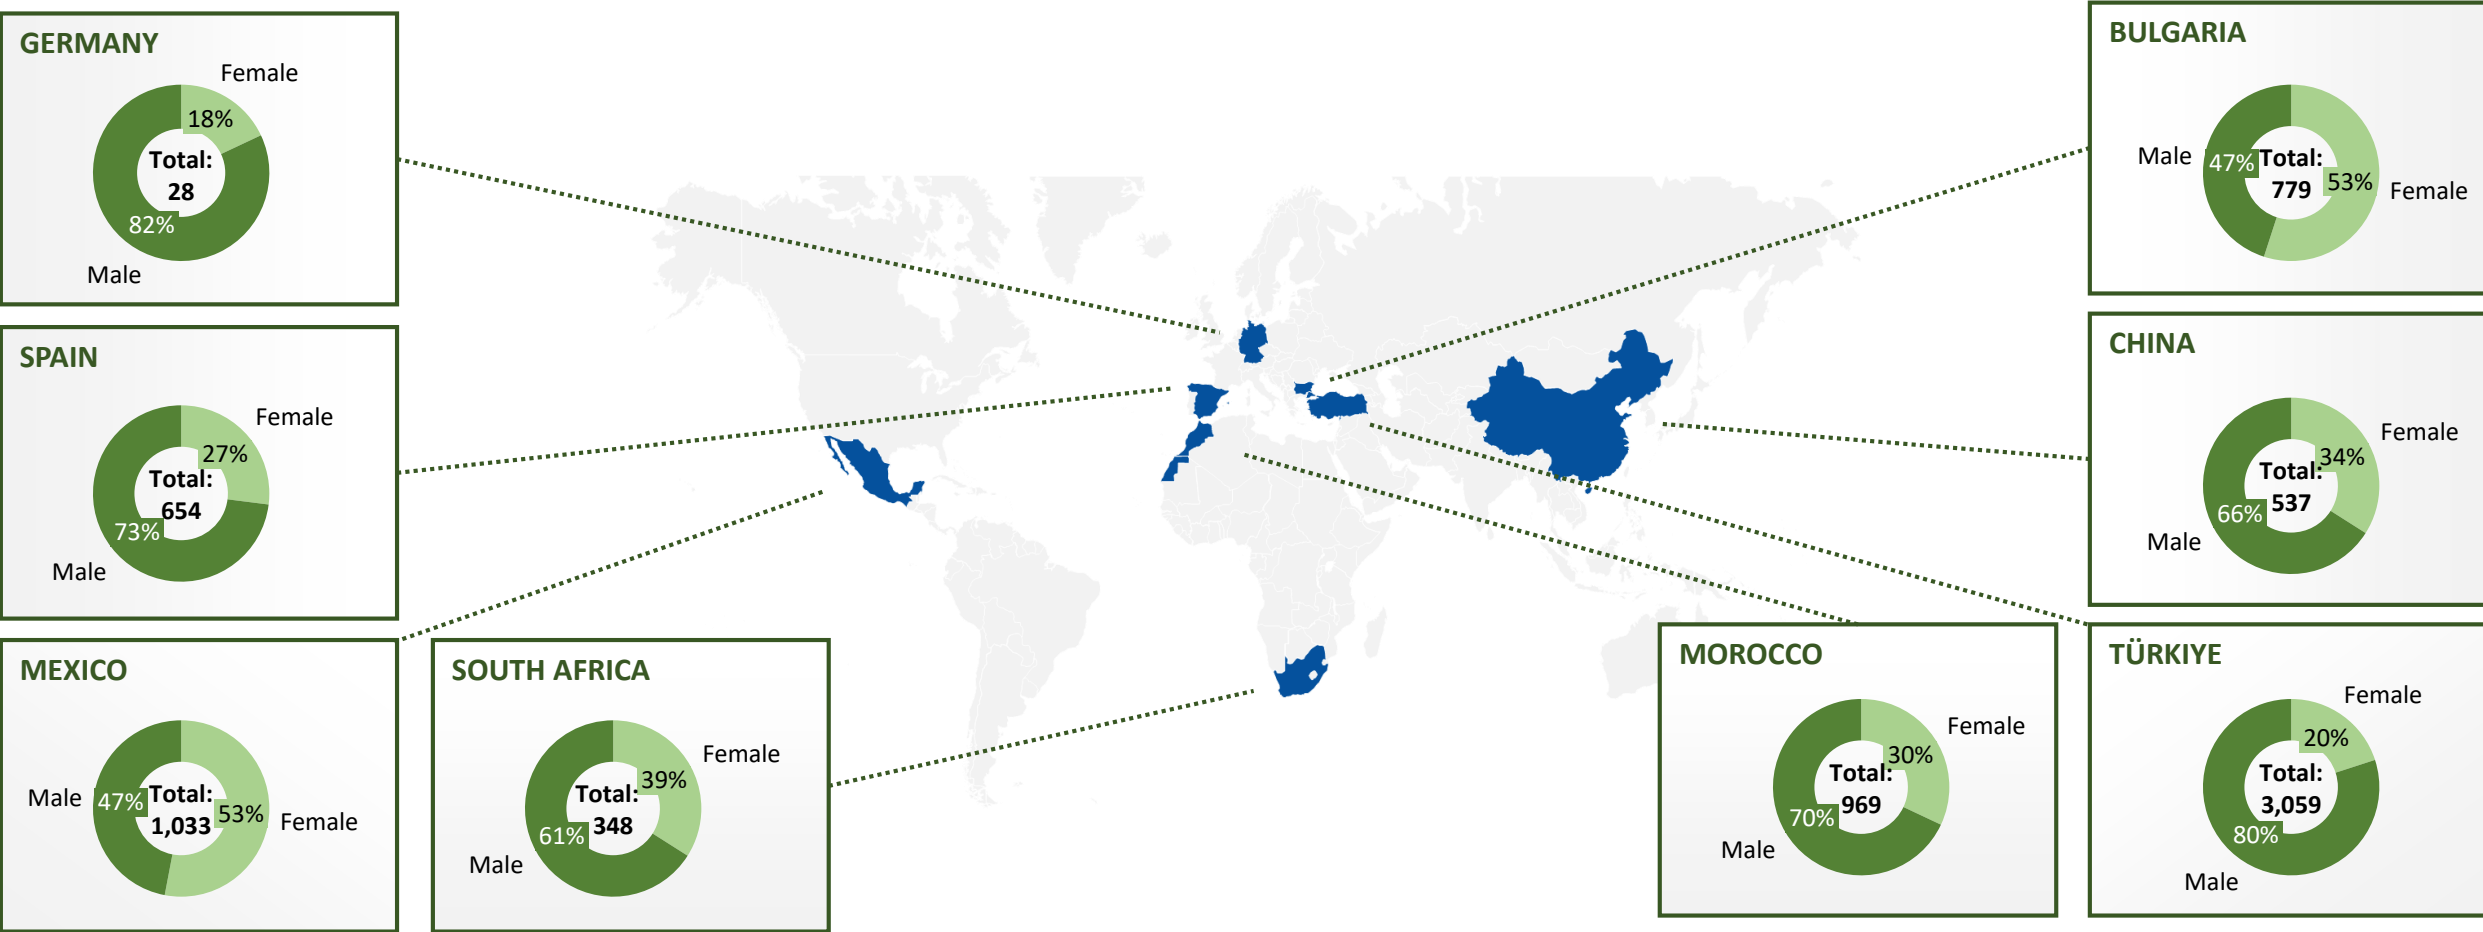 GERMANY
Female
18%
Total:
28
82%
Male
SPAIN
Female
27%
Total:
654
73%
Male
MEXICO
Male
47%
Total:
1,033
53%
Female
SOUTH AFRICA
Female
39%
Total:
348
61%
Male
BULGARIA
Male
47%
Total:
779
53%
Female
CHINA
Female
34%
Total:
537
66%
Male
MOROCCO
Female
30%
Total:
969
70%
Male
TÜRKIYE
Female
20%
Total:
3,059
80%
Male